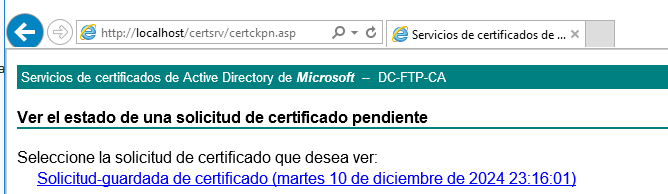 http://localhost/certsrv/certckpn.asp
Servicios de certificados de ...
Servicios de certificados de Active Directory de Microsoft -- DC-FTP-CA
Ver el estado de una solicitud de certificado pendiente
Seleccione la solicitud de certificado que desea ver:
Solicitud-guardada de certificado (martes 10 de diciembre de 2024 23:16:01)